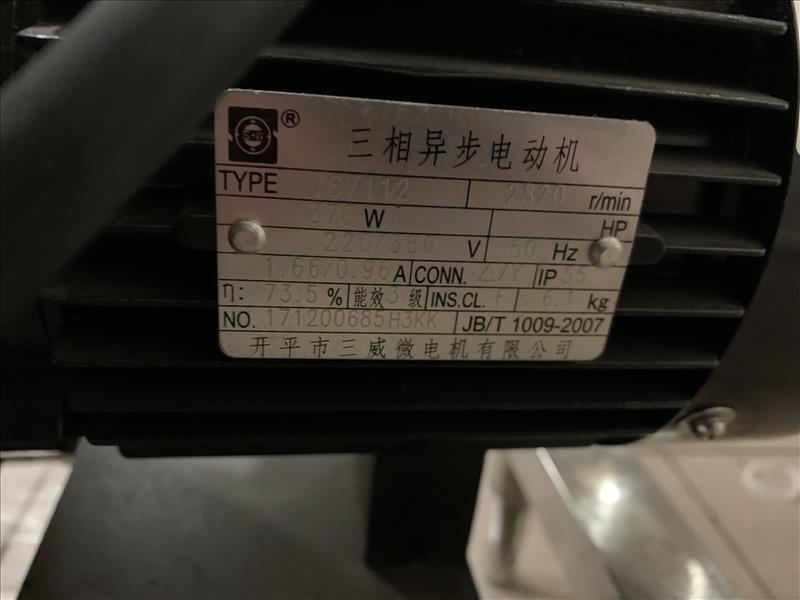 ® 三相异步电动机
TYPE YS7112 2820 r/min
370 W HP
220/380 V 50 Hz
1.66/0.96 A CONN. △/Y IP 55
η: 73.5 % 能效 3 级 INS.CL. F 6.1 kg
NO. 171200685H3KK JB/T 1009-2007
开平市三威微电机有限公司